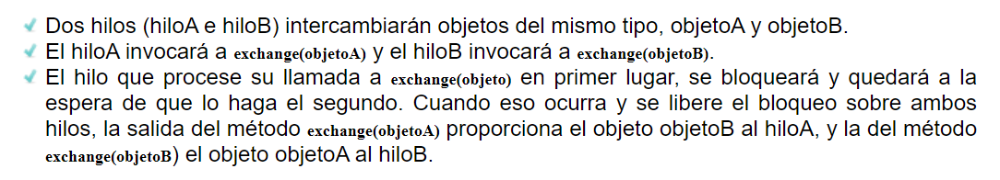 Dos hilos (hiloA e hiloB) intercambiarán objetos del mismo tipo, objetoA y objetoB.
El hiloA invocará a exchange(objetoA) y el hiloB invocará a exchange(objetoB).
El hilo que procese su llamada a exchange(objeto) en primer lugar, se bloqueará y quedará a la
espera de que lo haga el segundo. Cuando eso ocurra y se libere el bloqueo sobre ambos
hilos, la salida del método exchange(objetoA) proporciona el objeto objetoB al hiloA, y la del método
exchange(objetoB) el objeto objetoA al hiloB.